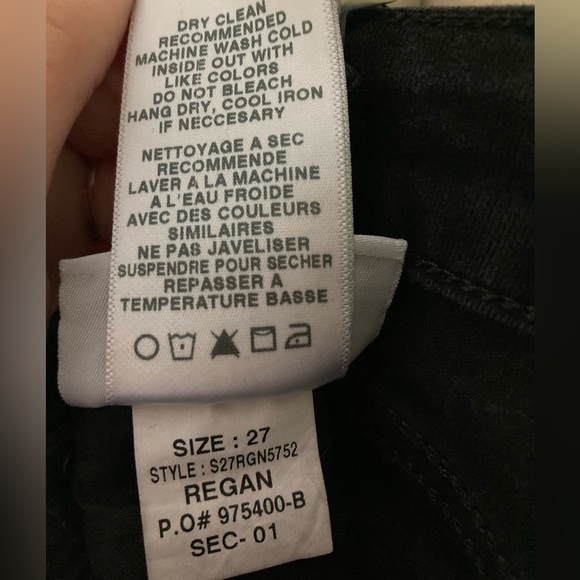 DRY CLEAN
RECOMMENDED
MACHINE WASH COLD
INSIDE OUT WITH
LIKE COLORS
DO NOT BLEACH
HANG DRY, COOL IRON
IF NECCESARY
NETTOYAGE A SEC
RECOMMENDE
LAVER A LA MACHINE
A L'EAU FROIDE
AVEC DES COULEURS
SIMILAIRES
NE PAS JAVELISER
SUSPENDRE POUR SECHER
REPASSER A
TEMPERATURE BASSE
SIZE : 27
STYLE : S27RGN5752
REGAN
P.O# 975400-B
SEC- 01